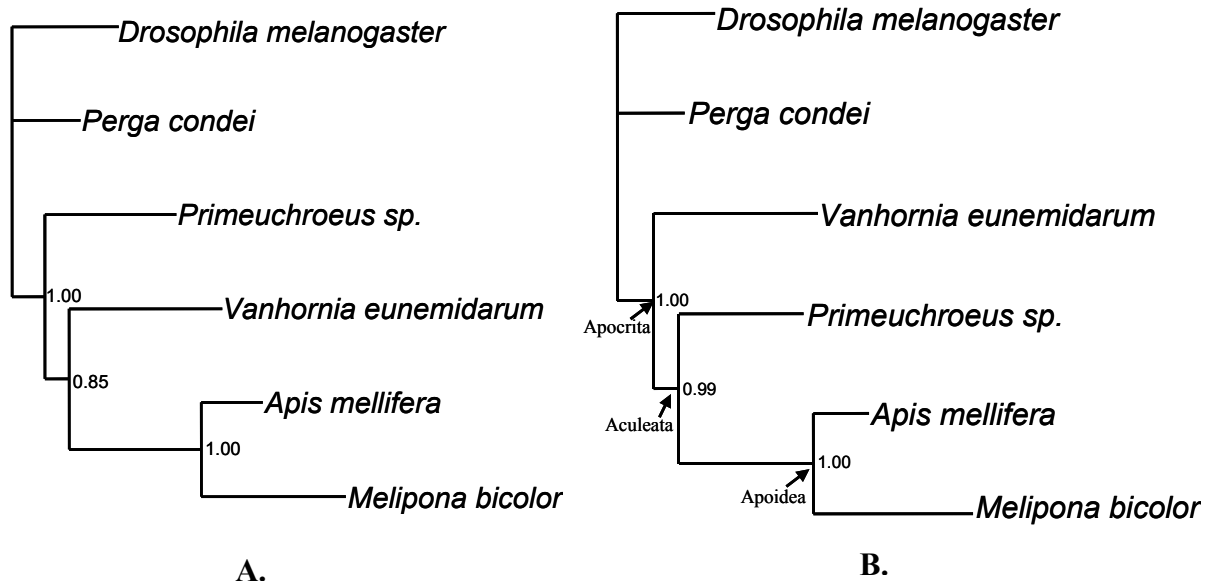 Drosophila melanogaster
Perga condei
Primeuchroeus sp.
1.00
Vanhornia eunemidarum
0.85
Apis mellifera
1.00
Melipona bicolor
A.
Drosophila melanogaster
Perga condei
Vanhornia eunemidarum
1.00
Apocrita
Primeuchroeus sp.
0.99
Aculeata
Apis mellifera
1.00
Apoidea
Melipona bicolor
B.